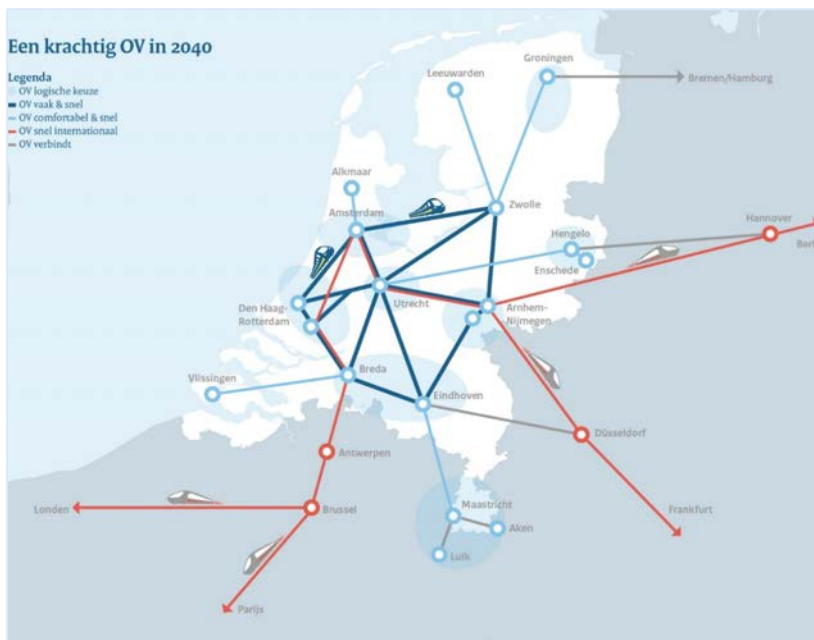 Een krachtig OV in 2040
Legenda
OV logische keuze
OV vaak & snel
OV comfortabel & snel
OV snel internationaal
OV verbindt
Groningen
Leeuwarden
Bremen/Hamburg
Alkmaar
Amsterdam
Zwolle
Hannover
Hengelo
Enschede
Utrecht
Den Haag-
Rotterdam
Arnhem-
Nijmegen
Breda
Vlissingen
Eindhoven
Düsseldorf
Antwerpen
Londen
Brussel
Maastricht
Aken
Frankfurt
Luik
Parijs